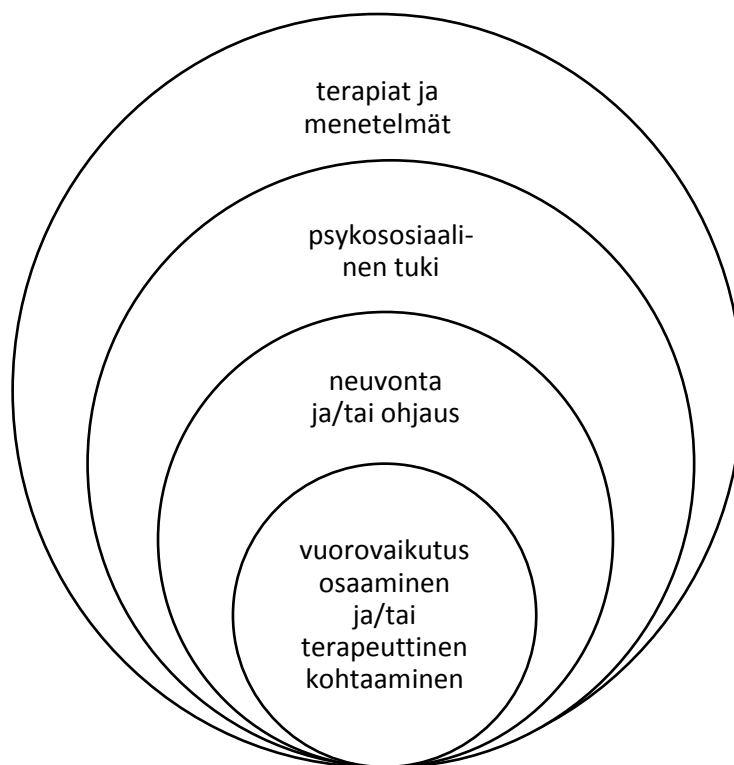 terapiat ja
menetelmät
psykososiaali-
nen tuki
neuvonta
ja/tai ohjaus
vuorovaikutus
osaaminen
ja/tai
terapeuttinen
kohtaaminen